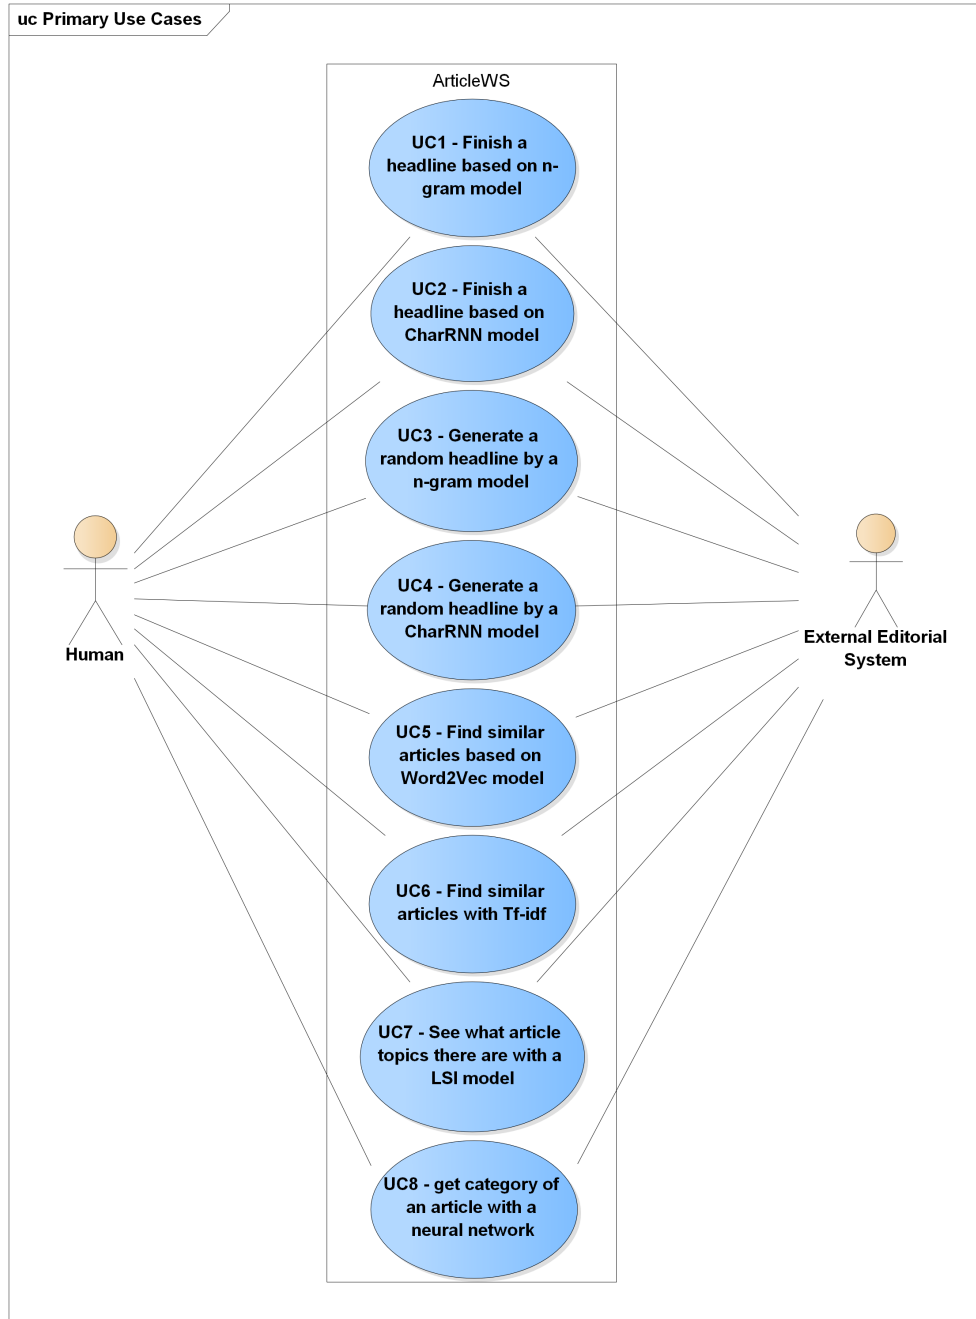 uc Primary Use Cases
ArticleWS
UC1 - Finish a
headline based on n-
gram model
UC2 - Finish a
headline based on
CharRNN model
UC3 - Generate a
random headline by a
n-gram model
UC4 - Generate a
random headline by a
CharRNN model
Human
External Editorial
System
UC5 - Find similar
articles based on
Word2Vec model
UC6 - Find similar
articles with Tf-idf
UC7 - See what article
topics there are with a
LSI model
UC8 - get category of
an article with a
neural network